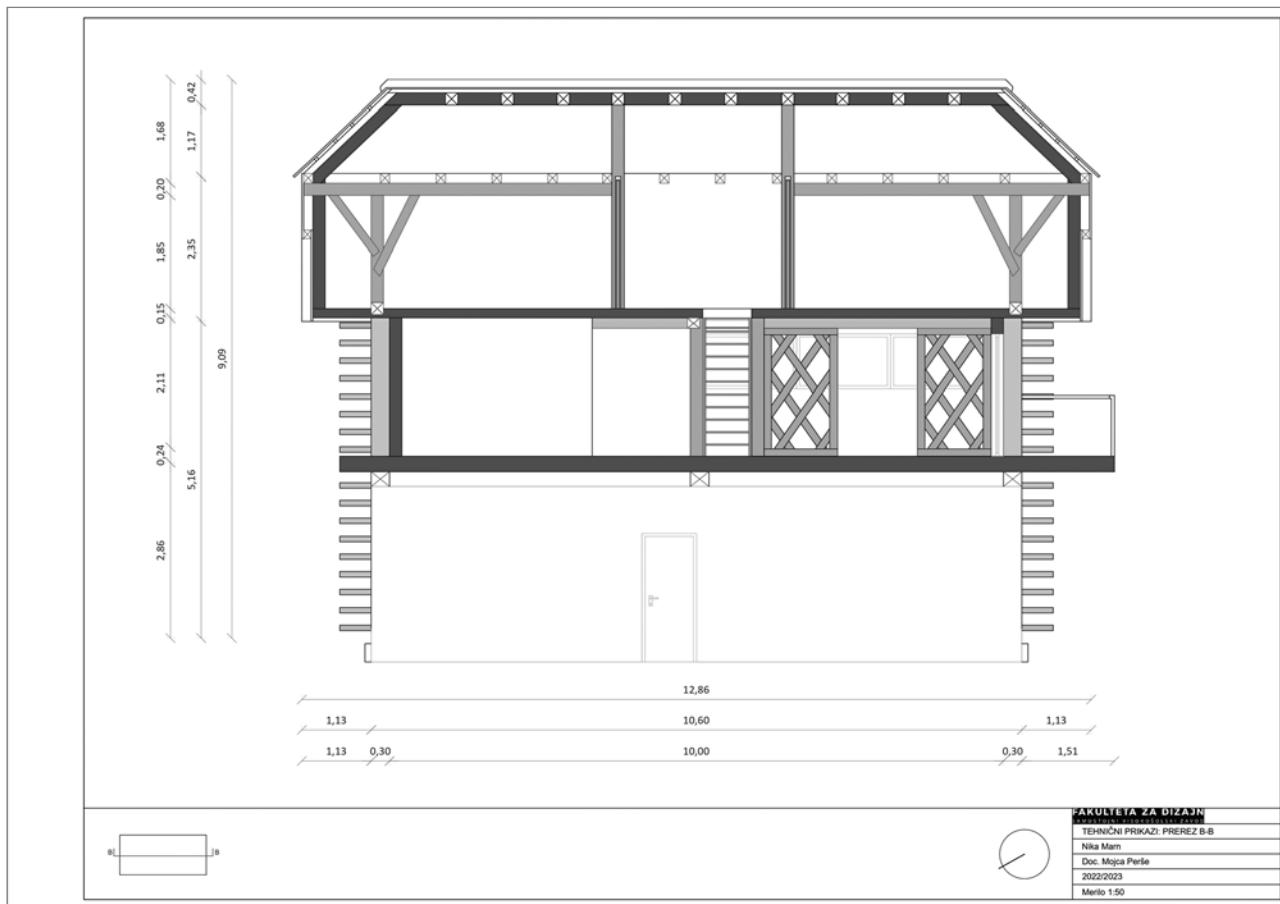 0,42
1,68
1,17
0,20
1,85
2,35
0,15
9,09
2,11
0,24
5,16
2,86
12,86
1,13 10,60 1,13
1,13 0,30 10,00 0,30 1,51
B B
FAKULTETA ZA DIZAJN
SAMOSTOJNI VISOKOŠOLSKI ZAVOD
TEHNIČNI PRIKAZI: PREREZ B-B
Nika Marn
Doc. Mojca Perše
2022/2023
Merilo 1:50